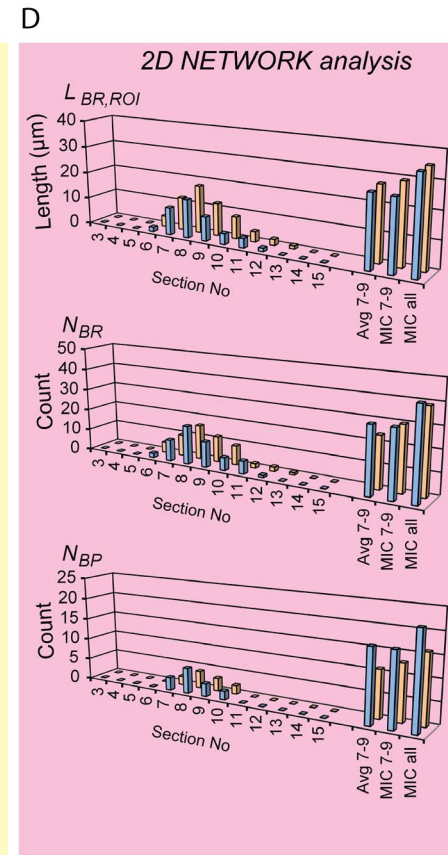 D
2D NETWORK analysis
L BR,ROI
Length (µm)
40
30
20
10
0
3 4 5 6 7 8 9 10 11 12 13 14 15
Avg 7-9
MIC 7-9
MIC all
Section No
N BR
Count
50
40
30
20
10
0
3 4 5 6 7 8 9 10 11 12 13 14 15
Avg 7-9
MIC 7-9
MIC all
Section No
N BP
Count
25
20
15
10
5
0
3 4 5 6 7 8 9 10 11 12 13 14 15
Avg 7-9
MIC 7-9
MIC all
Section No